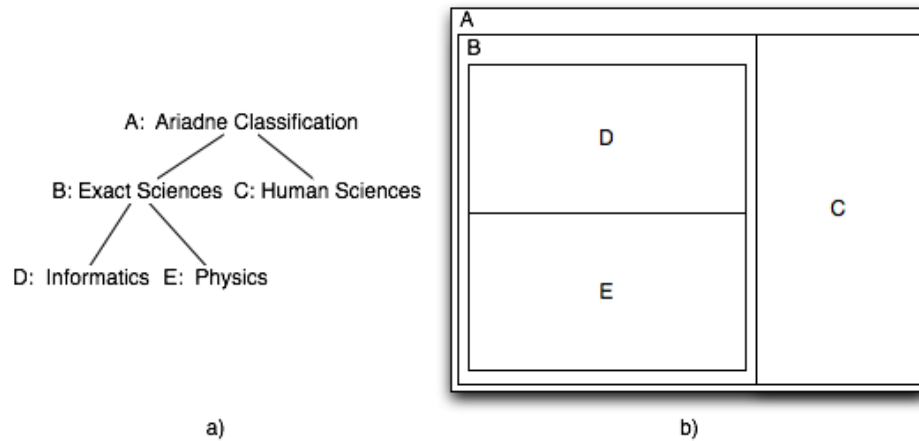 A: Ariadne Classification
B: Exact Sciences C: Human Sciences
D: Informatics E: Physics
a)
A
B
D
C
E
b)